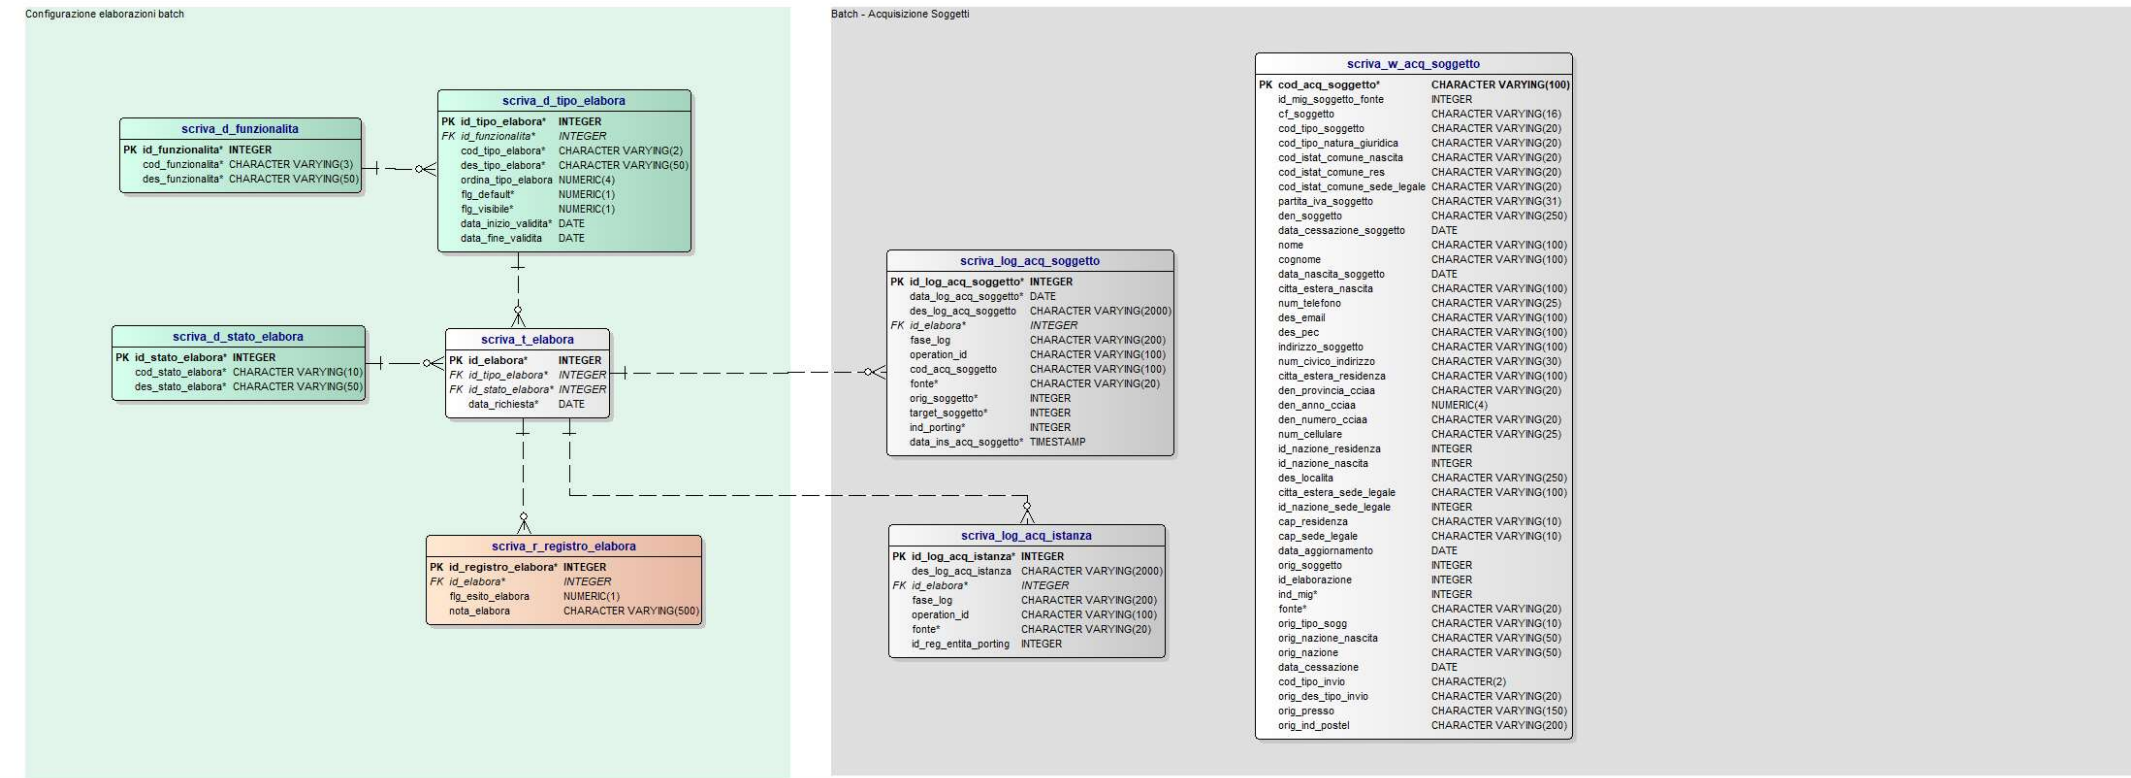 Configurazione elaborazioni batch
scriva_d_funzionalita
PK id_funzionalita* INTEGER
cod_funzionalita* CHARACTER VARYING(3)
des_funzionalita* CHARACTER VARYING(50)
scriva_d_tipo_elabora
PK id_tipo_elabora* INTEGER
FK id_funzionalita* INTEGER
cod_tipo_elabora* CHARACTER VARYING(2)
des_tipo_elabora* CHARACTER VARYING(50)
ordina_tipo_elabora NUMERIC(4)
flg_default* NUMERIC(1)
flg_visibile* NUMERIC(1)
data_inizio_validita* DATE
data_fine_validita DATE
scriva_d_stato_elabora
PK id_stato_elabora* INTEGER
cod_stato_elabora* CHARACTER VARYING(10)
des_stato_elabora* CHARACTER VARYING(50)
scriva_t_elabora
PK id_elabora* INTEGER
FK id_tipo_elabora* INTEGER
FK id_stato_elabora* INTEGER
data_richiesta* DATE
scriva_r_registro_elabora
PK id_registro_elabora* INTEGER
FK id_elabora* INTEGER
flg_esito_elabora NUMERIC(1)
nota_elabora CHARACTER VARYING(500)
Batch - Acquisizione Soggetti
scriva_log_acq_soggetto
PK id_log_acq_soggetto* INTEGER
data_log_acq_soggetto* DATE
des_log_acq_soggetto CHARACTER VARYING(2000)
FK id_elabora* INTEGER
fase_log CHARACTER VARYING(200)
operation_id CHARACTER VARYING(100)
cod_acq_soggetto CHARACTER VARYING(100)
fonte* CHARACTER VARYING(20)
orig_soggetto* INTEGER
target_soggetto* INTEGER
ind_porting* INTEGER
data_ins_acq_soggetto* TIMESTAMP
scriva_log_acq_istanza
PK id_log_acq_istanza* INTEGER
des_log_acq_istanza CHARACTER VARYING(2000)
FK id_elabora* INTEGER
fase_log CHARACTER VARYING(200)
operation_id CHARACTER VARYING(100)
fonte* CHARACTER VARYING(20)
id_reg_entita_porting INTEGER
scriva_w_acq_soggetto
PK cod_acq_soggetto* CHARACTER VARYING(100)
id_mig_soggetto_fonte INTEGER
cf_soggetto CHARACTER VARYING(16)
cod_tipo_soggetto CHARACTER VARYING(20)
cod_tipo_natura_giuridica CHARACTER VARYING(20)
cod_istat_comune_nascita CHARACTER VARYING(20)
cod_istat_comune_res CHARACTER VARYING(20)
cod_istat_comune_sede_legale CHARACTER VARYING(20)
partita_iva_soggetto CHARACTER VARYING(31)
den_soggetto CHARACTER VARYING(250)
data_cessazione_soggetto DATE
nome CHARACTER VARYING(100)
cognome CHARACTER VARYING(100)
data_nascita_soggetto DATE
citta_estera_nascita CHARACTER VARYING(100)
num_telefono CHARACTER VARYING(25)
des_email CHARACTER VARYING(100)
des_pec CHARACTER VARYING(100)
indirizzo_soggetto CHARACTER VARYING(100)
num_civico_indirizzo CHARACTER VARYING(30)
citta_estera_residenza CHARACTER VARYING(100)
den_provincia_cciaa CHARACTER VARYING(20)
den_anno_cciaa NUMERIC(4)
den_numero_cciaa CHARACTER VARYING(20)
num_cellulare CHARACTER VARYING(25)
id_nazione_residenza INTEGER
id_nazione_nascita INTEGER
des_localita CHARACTER VARYING(250)
citta_estera_sede_legale CHARACTER VARYING(100)
id_nazione_sede_legale INTEGER
cap_residenza CHARACTER VARYING(10)
cap_sede_legale CHARACTER VARYING(10)
data_aggiornamento DATE
orig_soggetto INTEGER
id_elaborazione INTEGER
ind_mig* INTEGER
fonte* CHARACTER VARYING(20)
orig_tipo_sogg CHARACTER VARYING(10)
orig_nazione_nascita CHARACTER VARYING(50)
orig_nazione CHARACTER VARYING(50)
data_cessazione DATE
cod_tipo_invio CHARACTER(2)
orig_des_tipo_invio CHARACTER VARYING(20)
orig_presso CHARACTER VARYING(150)
orig_ind_postel CHARACTER VARYING(200)